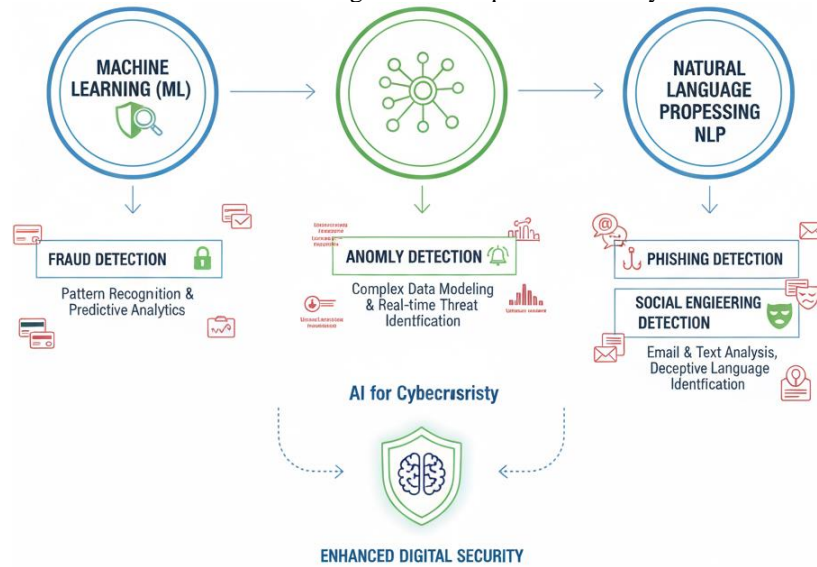 MACHINE
LEARNING (ML)
NATURAL
LANGUAGE
PROPESSING
NLP
FRAUD DETECTION
Pattern Recognition &
Predictive Analytics
ANOMLY DETECTION
Complex Data Modeling
& Real-time Threat
Identfication
@
PHISHING DETECTION
SOCIAL ENGIEERING
DETECTION
Email & Text Analysis,
Deceptive Language
Identfication
AI for Cybecrusristy
ENHANCED DIGITAL SECURITY